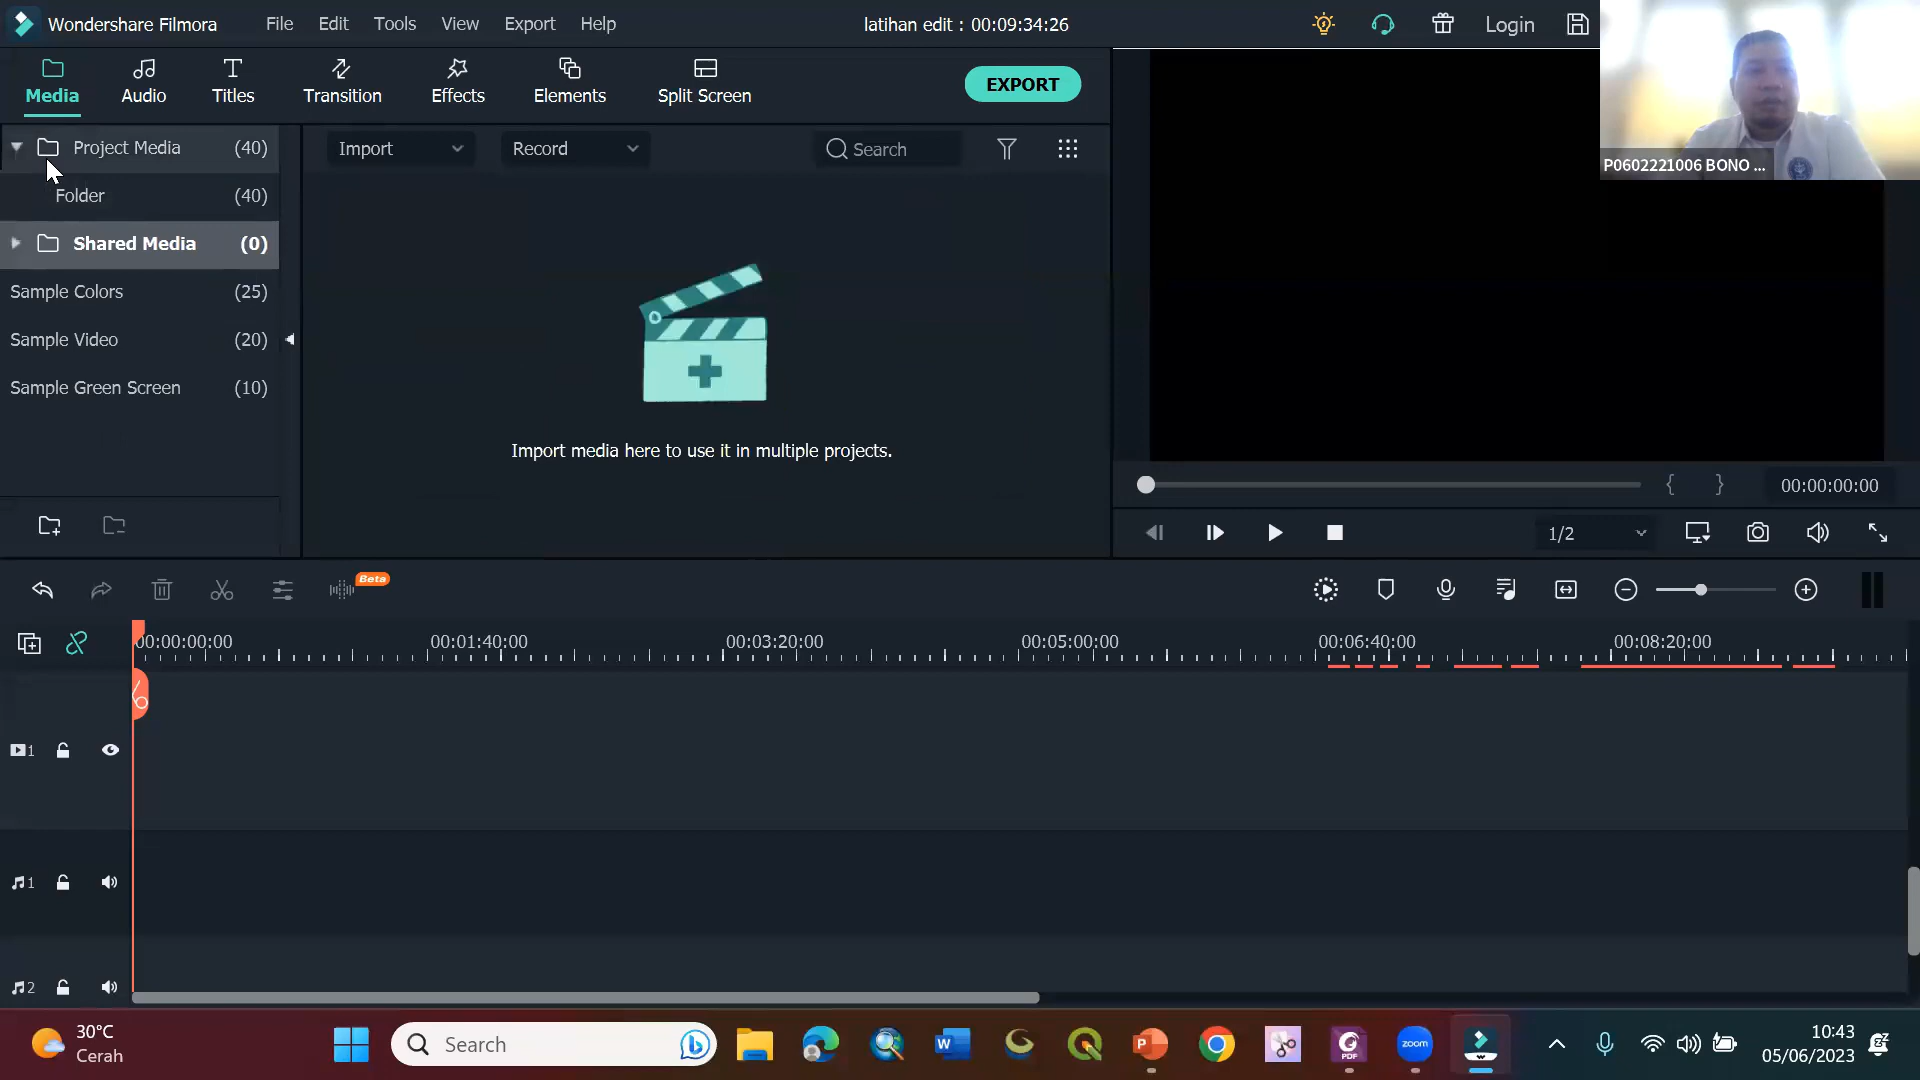 Wondershare Filmora File Edit Tools View Export Help latihan edit : 00:09:34:26 Login
Media Audio Titles Transition Effects Elements Split Screen EXPORT
Project Media (40)
Folder (40)
Shared Media (0)
Sample Colors (25)
Sample Video (20)
Sample Green Screen (10)
Import Record Search
Import media here to use it in multiple projects.
P0602221006 BONO ...
{ } 00:00:00:00
1/2
Beta
00:00:00:00 00:01:40:00 00:03:20:00 00:05:00:00 00:06:40:00 00:08:20:00
1
1
2
30°C
Cerah
Search
W
P
PDF
zoom
10:43
05/06/2023